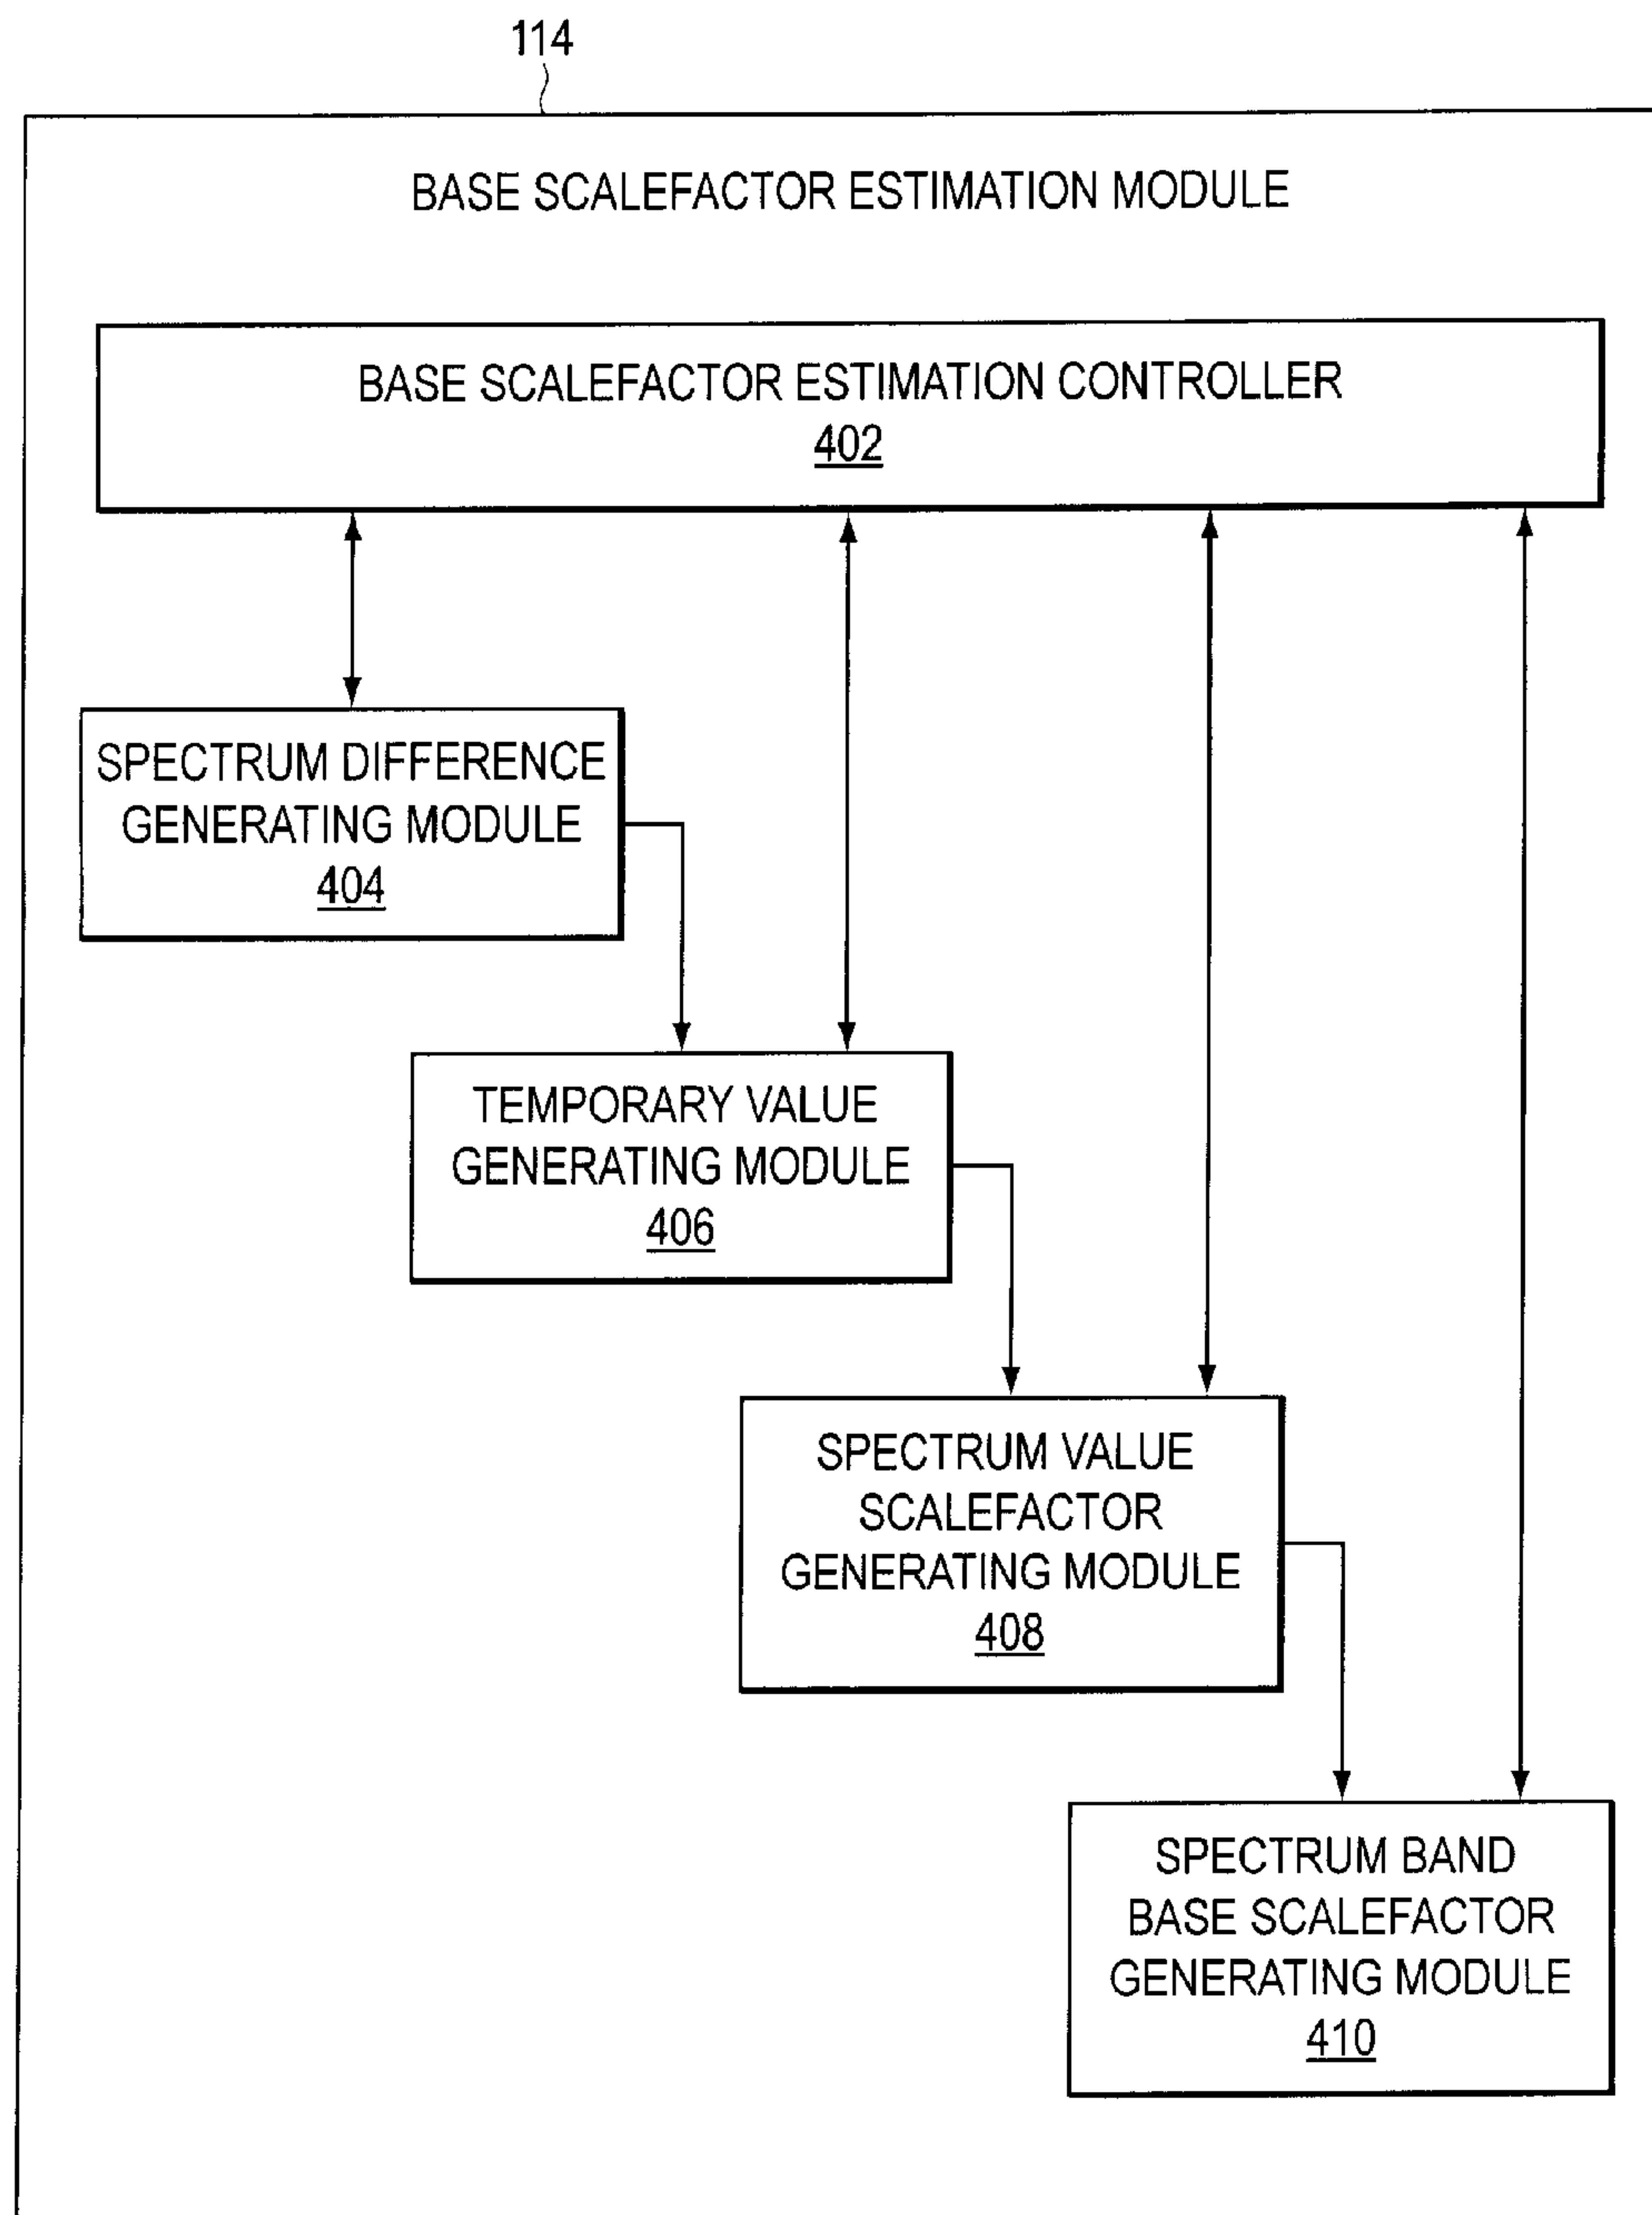 114
BASE SCALEFACTOR ESTIMATION MODULE
BASE SCALEFACTOR ESTIMATION CONTROLLER
402
SPECTRUM DIFFERENCE
GENERATING MODULE
404
TEMPORARY VALUE
GENERATING MODULE
406
SPECTRUM VALUE
SCALEFACTOR
GENERATING MODULE
408
SPECTRUM BAND
BASE SCALEFACTOR
GENERATING MODULE
410